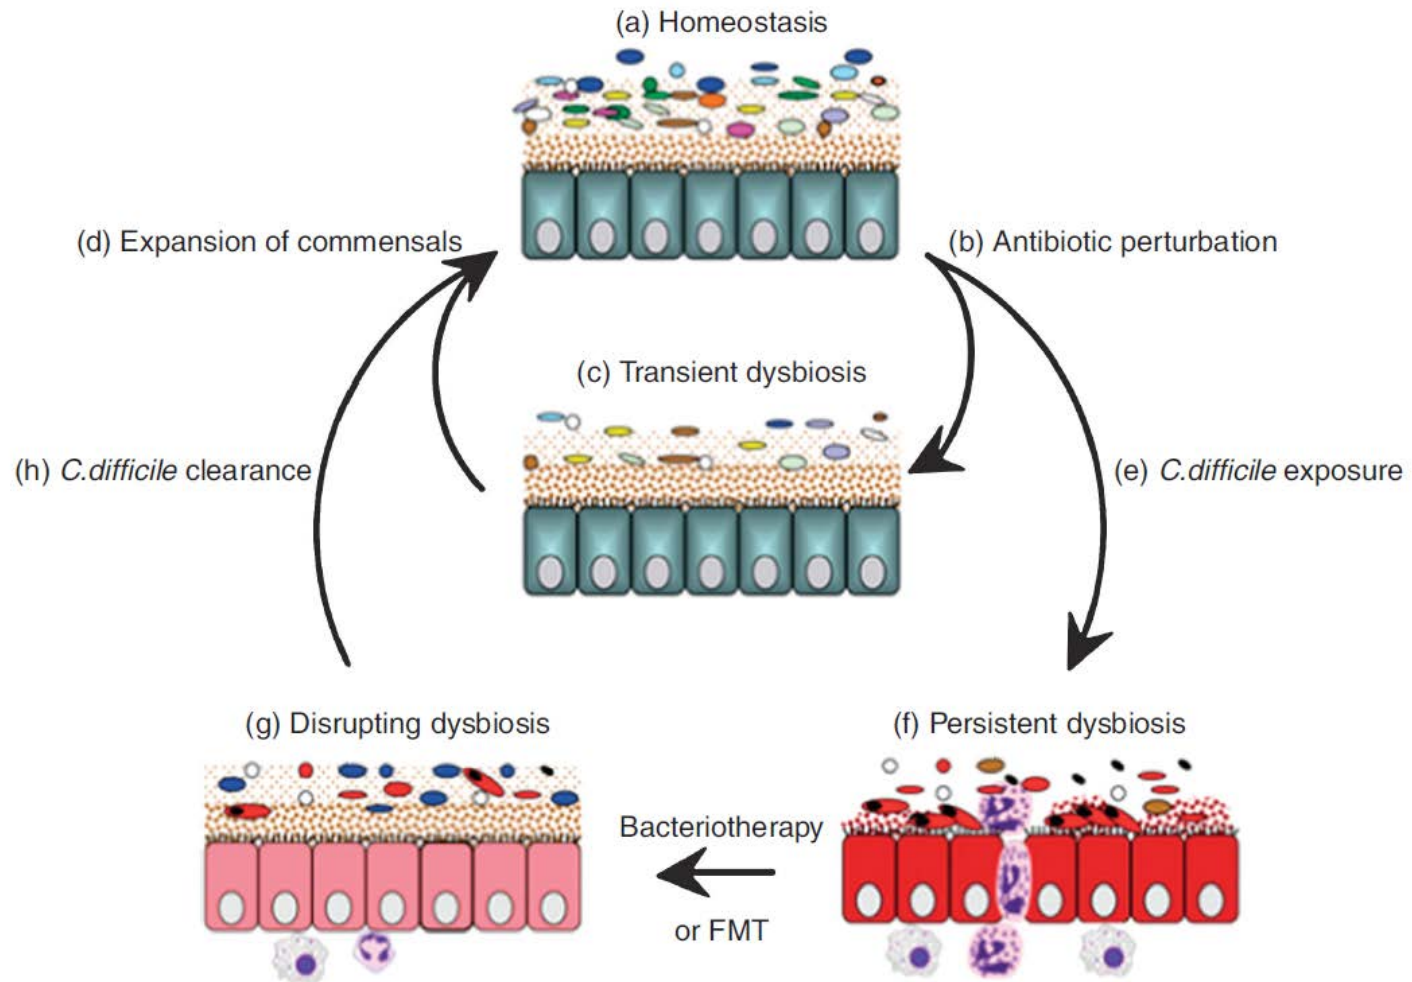 (a) Homeostasis
(d) Expansion of commensals
(b) Antibiotic perturbation
(c) Transient dysbiosis
(h) C.difficile clearance
(e) C.difficile exposure
(g) Disrupting dysbiosis
(f) Persistent dysbiosis
Bacteriotherapy
or FMT